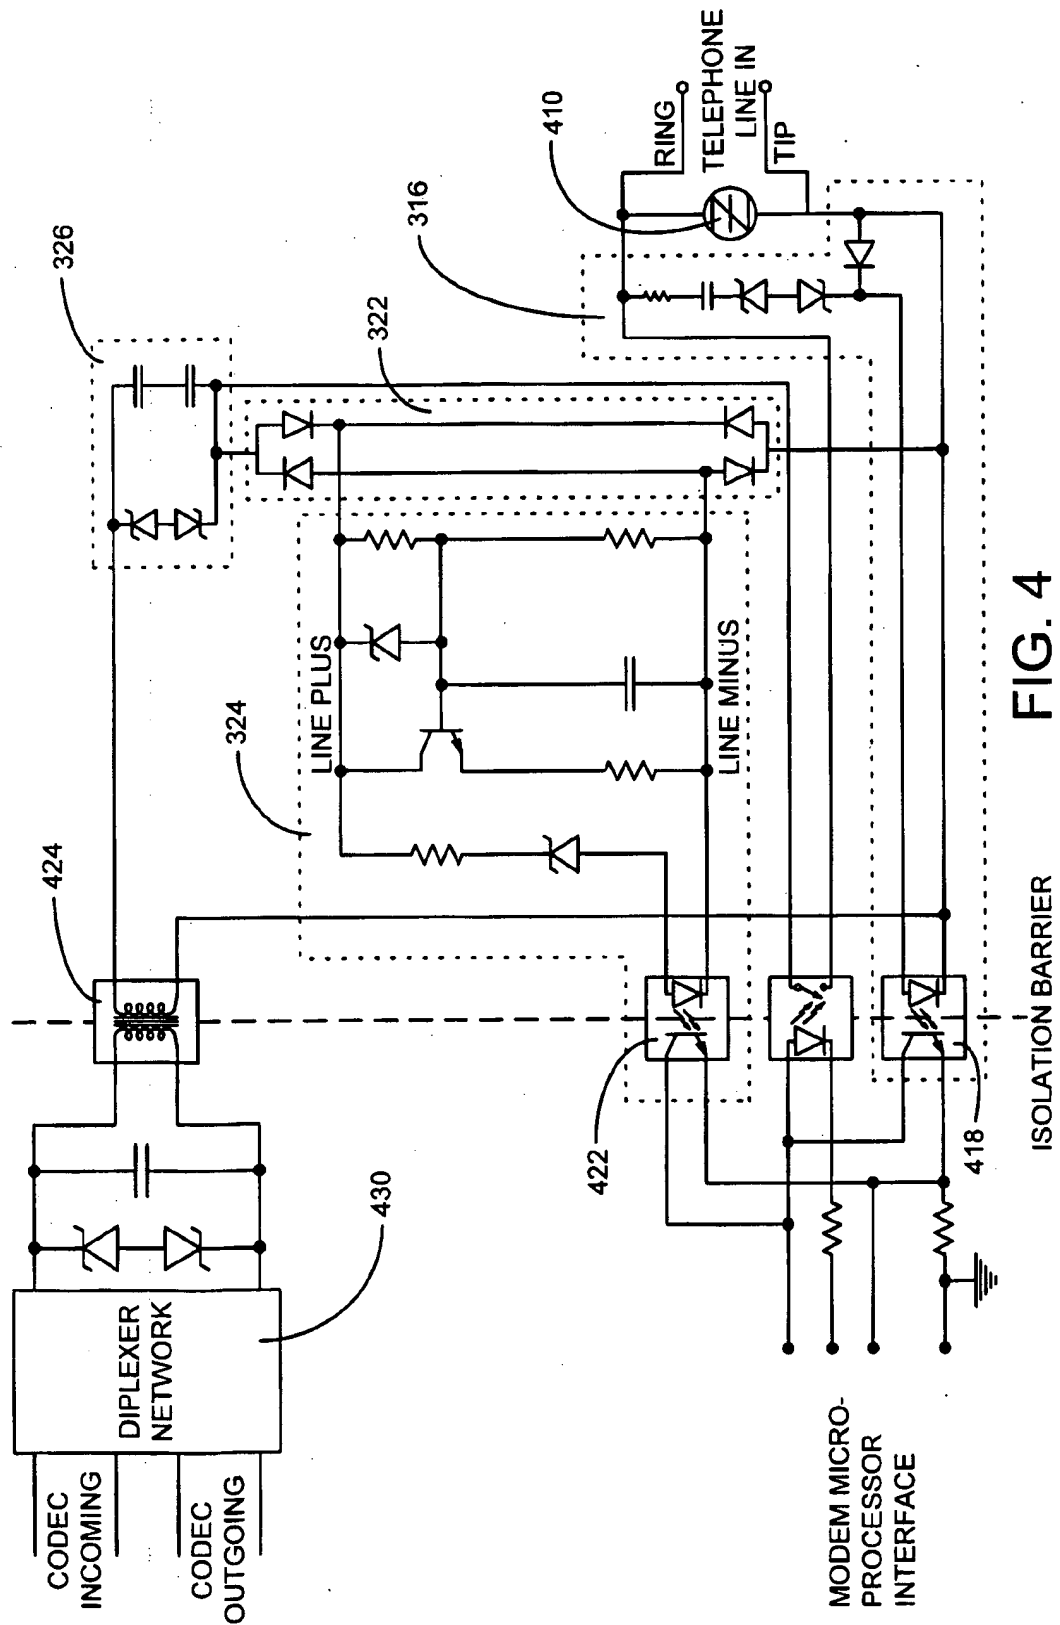 CODEC
INCOMING
CODEC
OUTGOING
DIPLEXER
NETWORK
430
424
326
324
322
316
410
LINE PLUS
LINE MINUS
RING
TELEPHONE
LINE IN
TIP
422
418
MODEM MICRO-
PROCESSOR
INTERFACE
ISOLATION BARRIER
FIG. 4